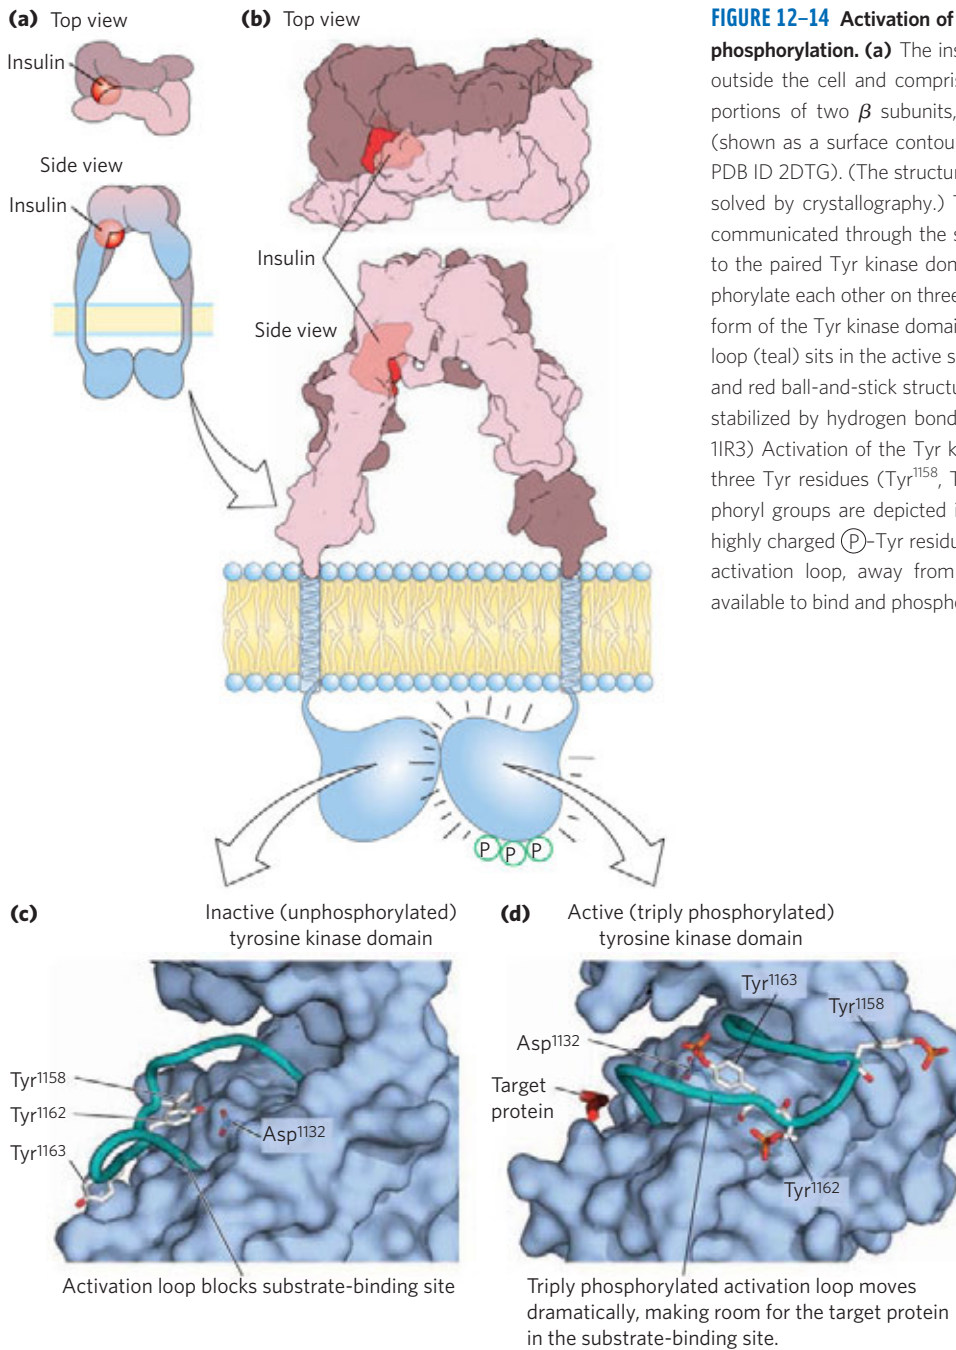 (a) Top view
Insulin
Side view
Insulin
(b) Top view
Insulin
Side view
P P P
FIGURE 12–14 Activation of
phosphorylation. (a) The ins
outside the cell and compris
portions of two β subunits,
(shown as a surface contou
PDB ID 2DTG). (The structur
solved by crystallography.) T
communicated through the s
to the paired Tyr kinase don
phorylate each other on three
form of the Tyr kinase domai
loop (teal) sits in the active s
and red ball-and-stick structu
stabilized by hydrogen bond
1IR3) Activation of the Tyr k
three Tyr residues (Tyr¹¹⁵⁸, T
phoryl groups are depicted i
highly charged Ⓟ–Tyr residu
activation loop, away from
available to bind and phosphe
(c) Inactive (unphosphorylated)
tyrosine kinase domain
Tyr¹¹⁵⁸
Tyr¹¹⁶²
Tyr¹¹⁶³
Asp¹¹³²
Activation loop blocks substrate-binding site
(d) Active (triply phosphorylated)
tyrosine kinase domain
Tyr¹¹⁶³
Tyr¹¹⁵⁸
Asp¹¹³²
Target
protein
Tyr¹¹⁶²
Triply phosphorylated activation loop moves
dramatically, making room for the target protein
in the substrate-binding site.